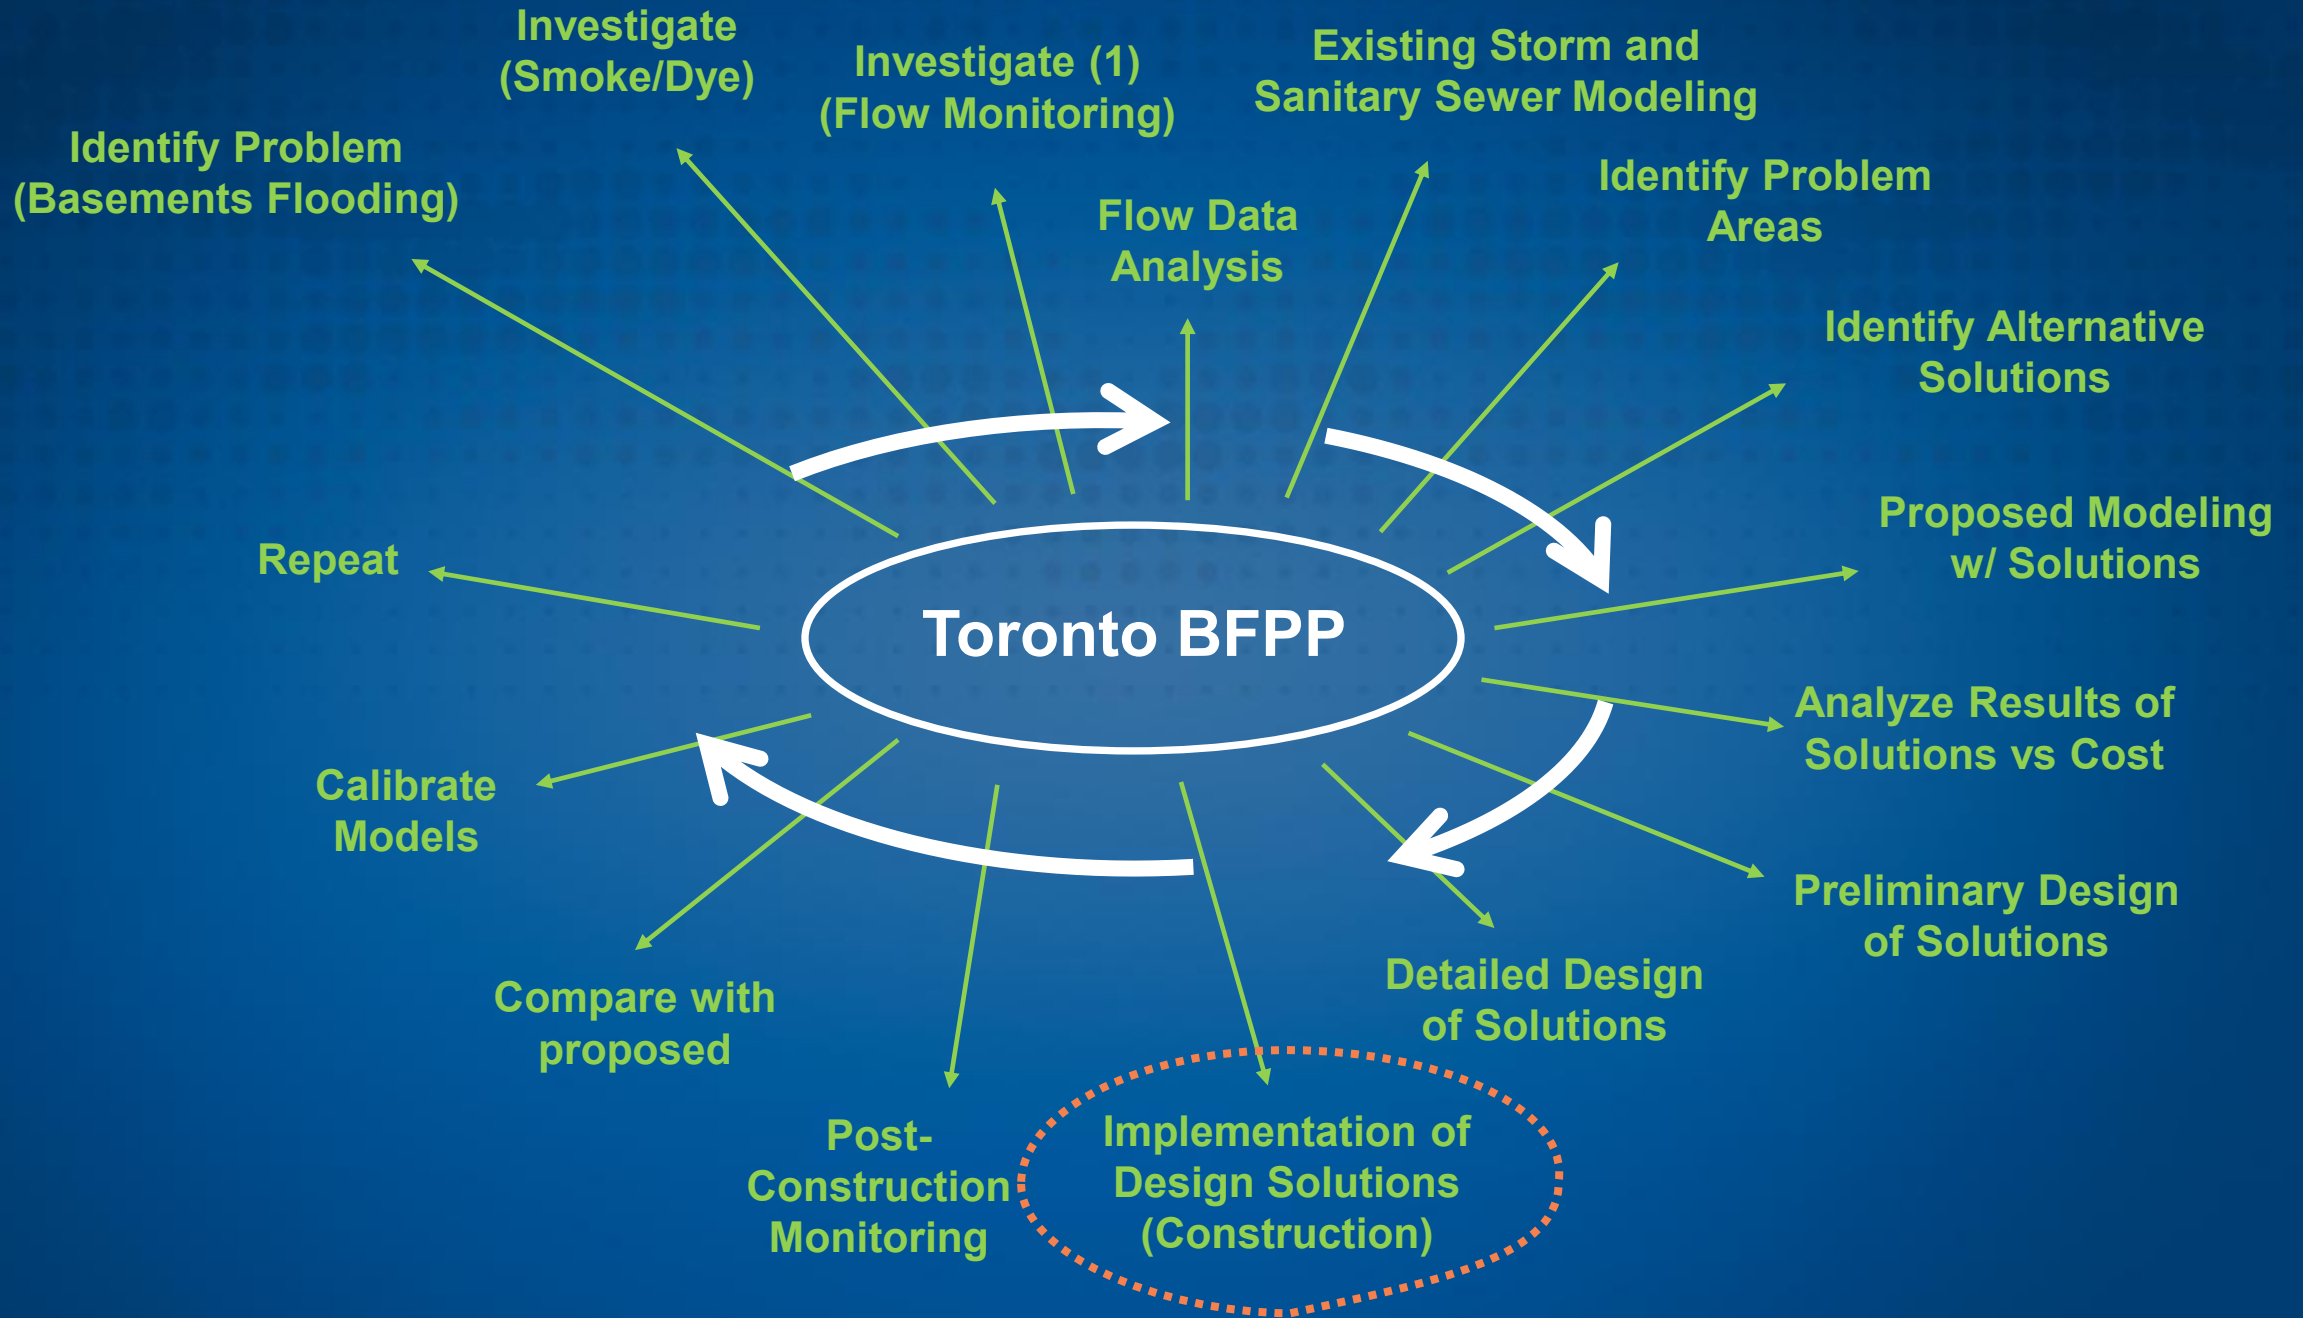 Investigate
(Smoke/Dye)
Investigate (1)
(Flow Monitoring)
Existing Storm and
Sanitary Sewer Modeling
Identify Problem
(Basements Flooding)
Flow Data
Analysis
Identify Problem
Areas
Identify Alternative
Solutions
Proposed Modeling
w/ Solutions
Repeat
Toronto BFPP
Analyze Results of
Solutions vs Cost
Calibrate
Models
Preliminary Design
of Solutions
Detailed Design
of Solutions
Compare with
proposed
Post-
Construction
Monitoring
Implementation of
Design Solutions
(Construction)